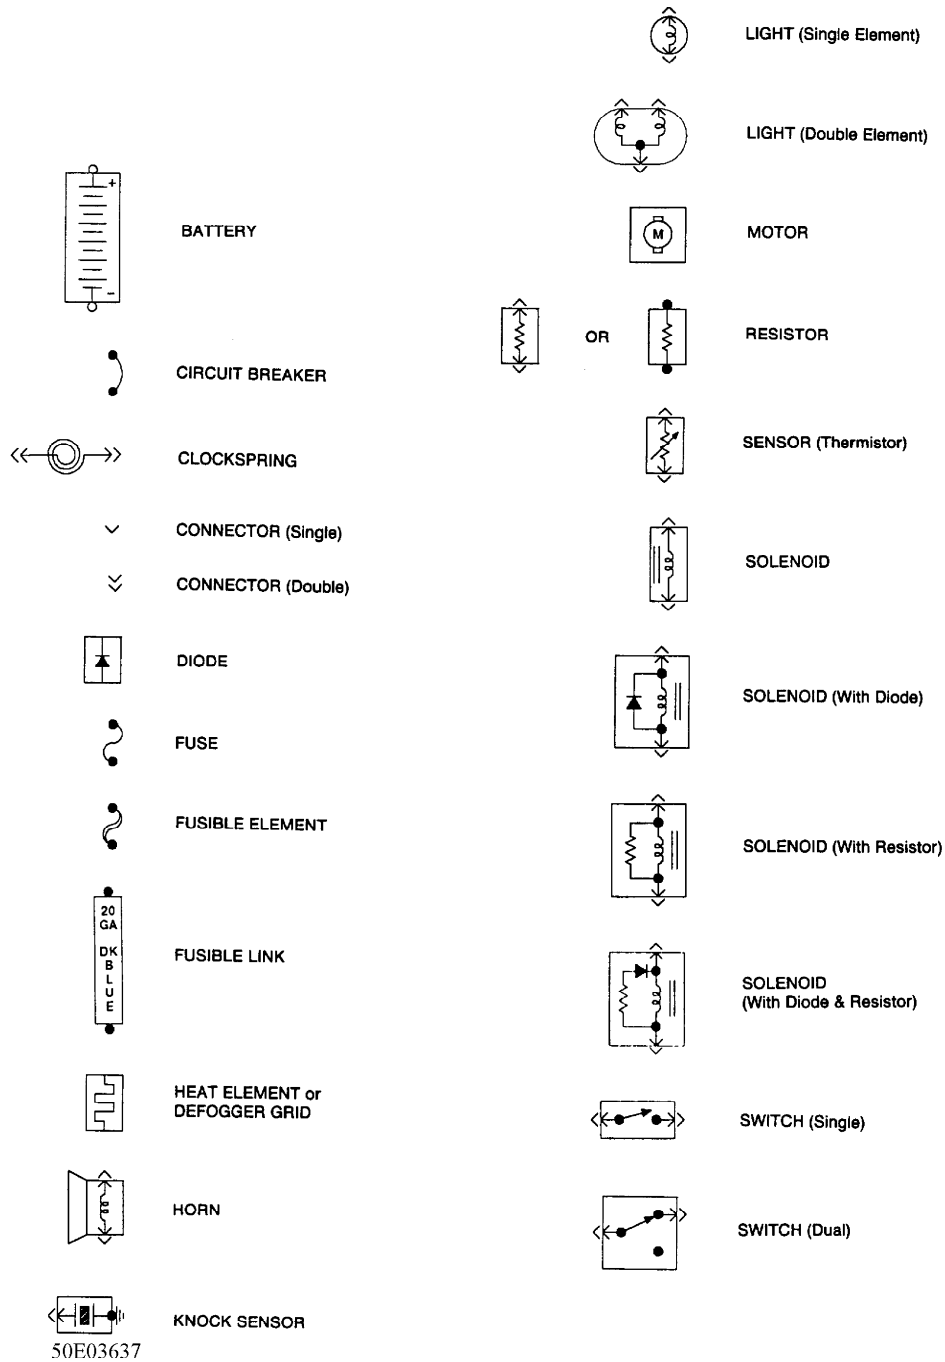 +
-
BATTERY
CIRCUIT BREAKER
CLOCKSPRING
CONNECTOR (Single)
CONNECTOR (Double)
DIODE
FUSE
FUSIBLE ELEMENT
20
GA
DK
B
L
U
E
FUSIBLE LINK
HEAT ELEMENT or
DEFOGGER GRID
HORN
KNOCK SENSOR
50E03637
LIGHT (Single Element)
LIGHT (Double Element)
M
MOTOR
OR
RESISTOR
SENSOR (Thermistor)
SOLENOID
SOLENOID (With Diode)
SOLENOID (With Resistor)
SOLENOID
(With Diode & Resistor)
SWITCH (Single)
SWITCH (Dual)